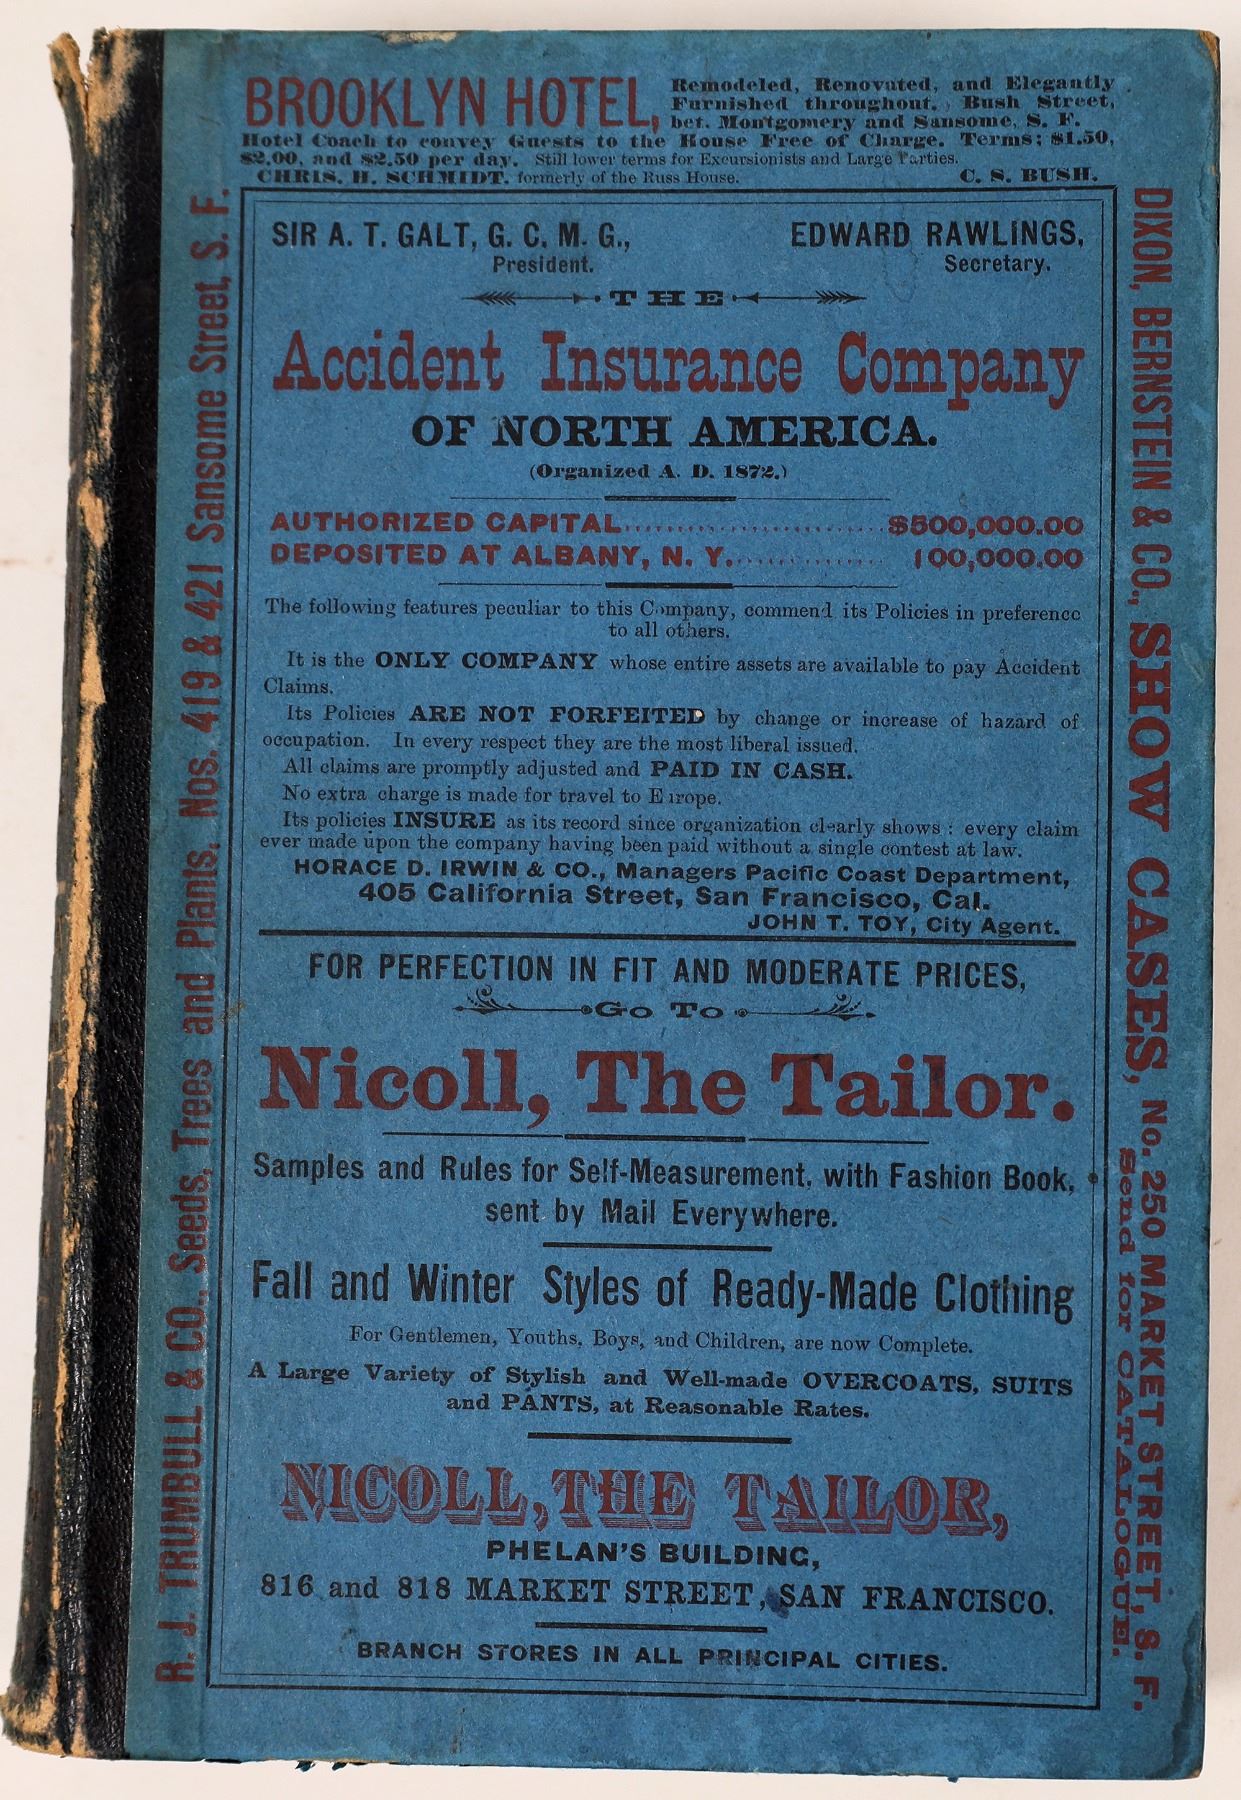 BROOKLYN HOTEL, Remodeled, Renovated, and Elegantly
Furnished throughout. Bush Street,
bet. Montgomery and Sansome, S. F.
Hotel Coach to convey Guests to the House Free of Charge. Terms; $1.50,
$2.00, and $2.50 per day. Still lower terms for Excursionists and Large Parties.
CHRIS. H. SCHMIDT. formerly of the Russ House. C. S. BUSH.
R. J. TRUMBULL & CO., Seeds, Trees and Plants, Nos. 419 & 421 Sansome Street, S. F.
SIR A. T. GALT, G. C. M. G., EDWARD RAWLINGS,
President. Secretary.
THE
Accident Insurance Company
OF NORTH AMERICA.
(Organized A. D. 1872.)
AUTHORIZED CAPITAL..............................$500,000.00
DEPOSITED AT ALBANY, N. Y................ 100,000.00
The following features peculiar to this Company, commend its Policies in preference
to all others.
It is the ONLY COMPANY whose entire assets are available to pay Accident
Claims.
Its Policies ARE NOT FORFEITED by change or increase of hazard of
occupation. In every respect they are the most liberal issued.
All claims are promptly adjusted and PAID IN CASH.
No extra charge is made for travel to Europe.
Its policies INSURE as its record since organization clearly shows : every claim
ever made upon the company having been paid without a single contest at law.
HORACE D. IRWIN & CO., Managers Pacific Coast Department,
405 California Street, San Francisco, Cal.
JOHN T. TOY, City Agent.
FOR PERFECTION IN FIT AND MODERATE PRICES,
GO TO
Nicoll, The Tailor.
Samples and Rules for Self-Measurement, with Fashion Book,
sent by Mail Everywhere.
Fall and Winter Styles of Ready-Made Clothing
For Gentlemen, Youths, Boys, and Children, are now Complete.
A Large Variety of Stylish and Well-made OVERCOATS, SUITS
and PANTS, at Reasonable Rates.
NICOLL, THE TAILOR,
PHELAN'S BUILDING,
816 and 818 MARKET STREET, SAN FRANCISCO.
BRANCH STORES IN ALL PRINCIPAL CITIES.
DIXON, BERNSTEIN & CO., SHOW CASES, No. 250 MARKET STREET, S. F.
Send for CATALOGUE.